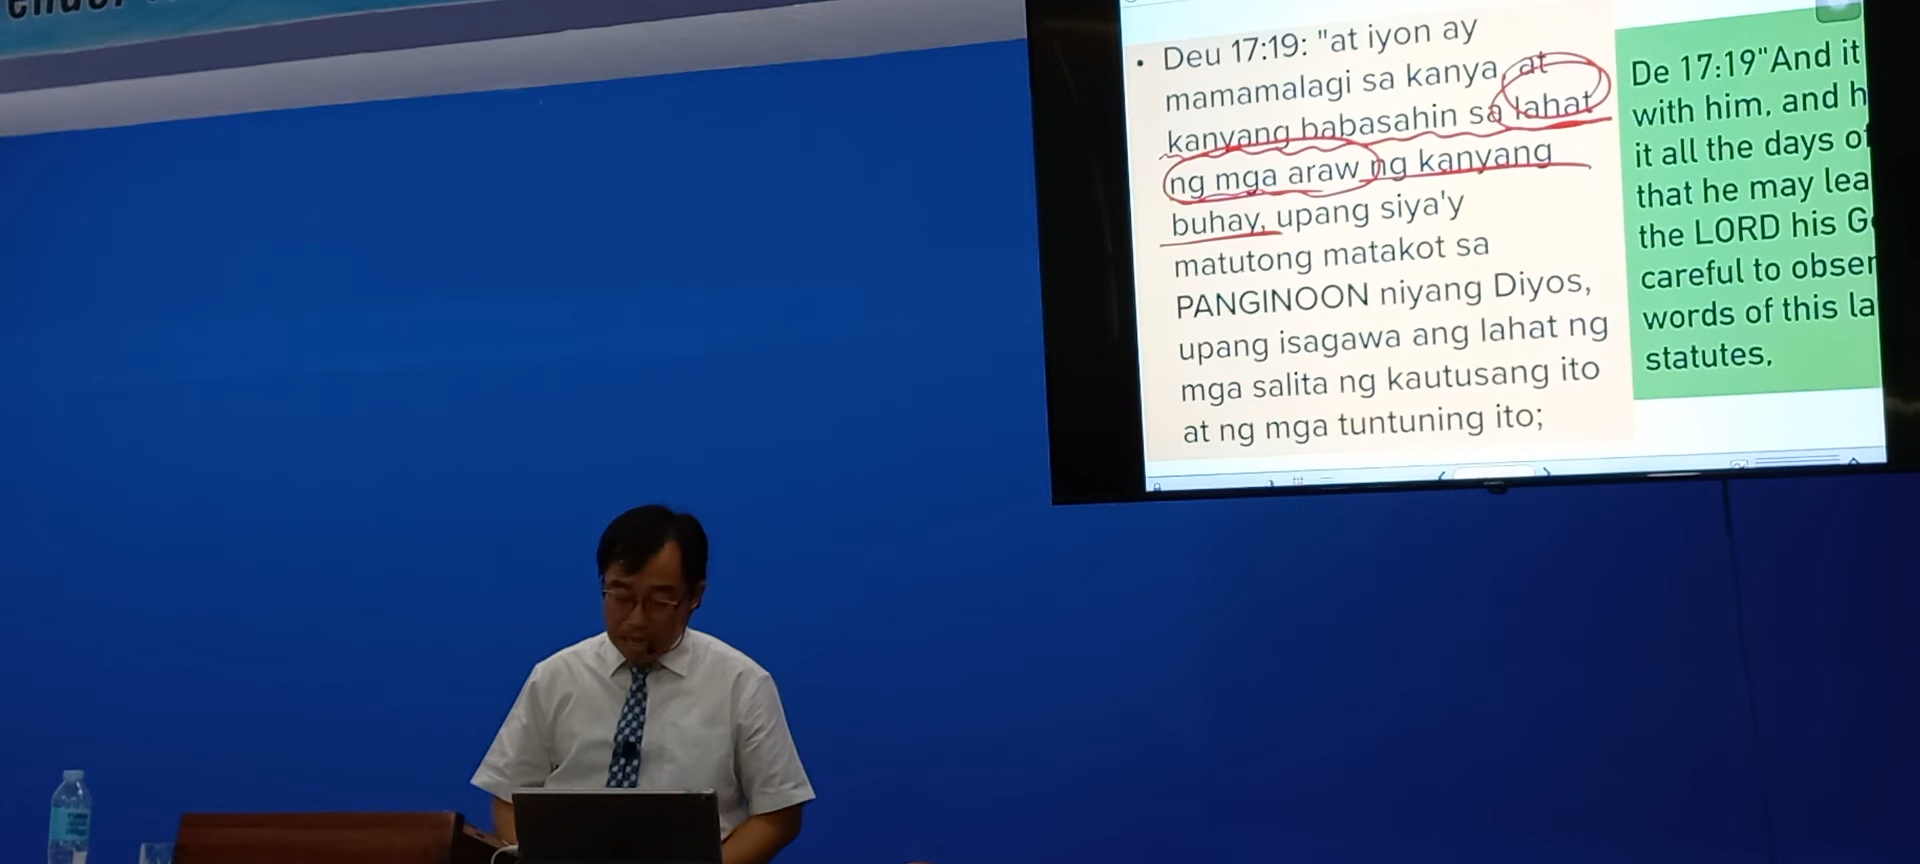 Deu 17:19: "at iyon ay
mamamalagi sa kanya, at
kanyang babasahin sa lahat
ng mga araw ng kanyang
buhay, upang siya'y
matutong matakot sa
PANGINOON niyang Diyos,
upang isagawa ang lahat ng
mga salita ng kautusang ito
at ng mga tuntuning ito;
De 17:19"And it
with him, and h
it all the days of
that he may lea
the LORD his G
careful to obser
words of this la
statutes,